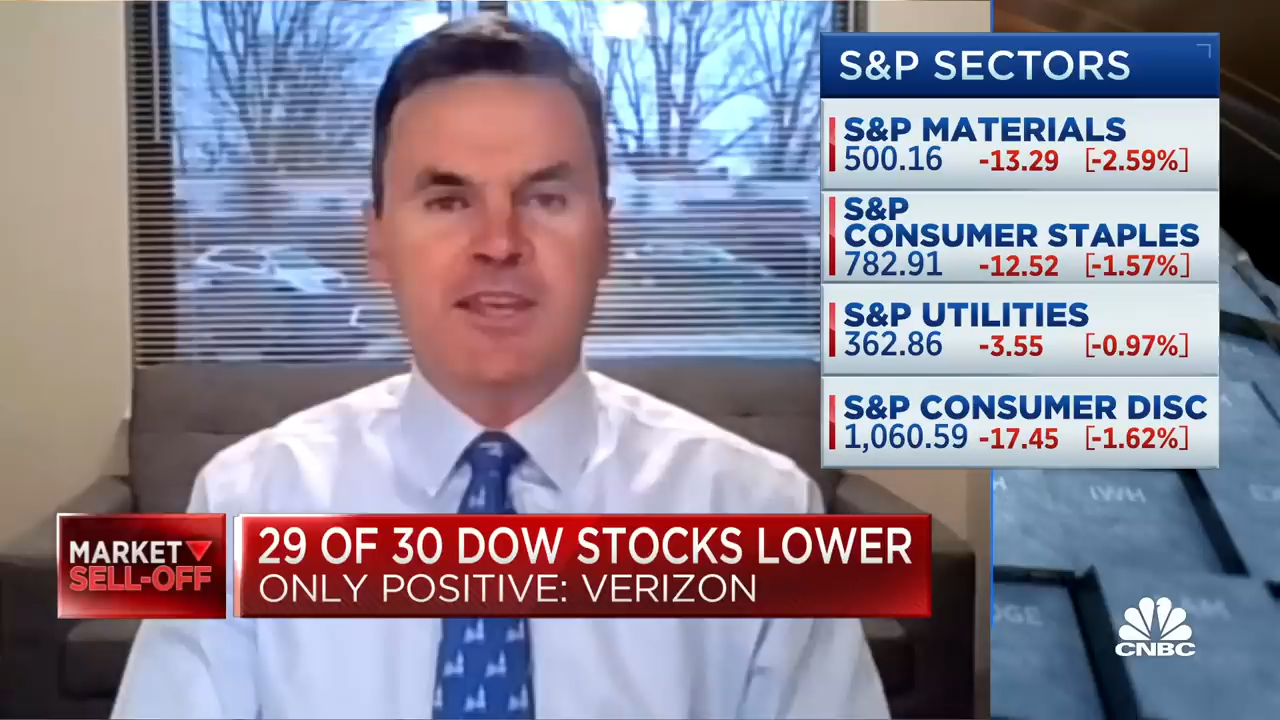 S&P SECTORS
S&P MATERIALS
500.16 -13.29 [-2.59%]
S&P
CONSUMER STAPLES
782.91 -12.52 [-1.57%]
S&P UTILITIES
362.86 -3.55 [-0.97%]
S&P CONSUMER DISC
1,060.59 -17.45 [-1.62%]
MARKET
SELL-OFF
29 OF 30 DOW STOCKS LOWER
ONLY POSITIVE: VERIZON
CNBC